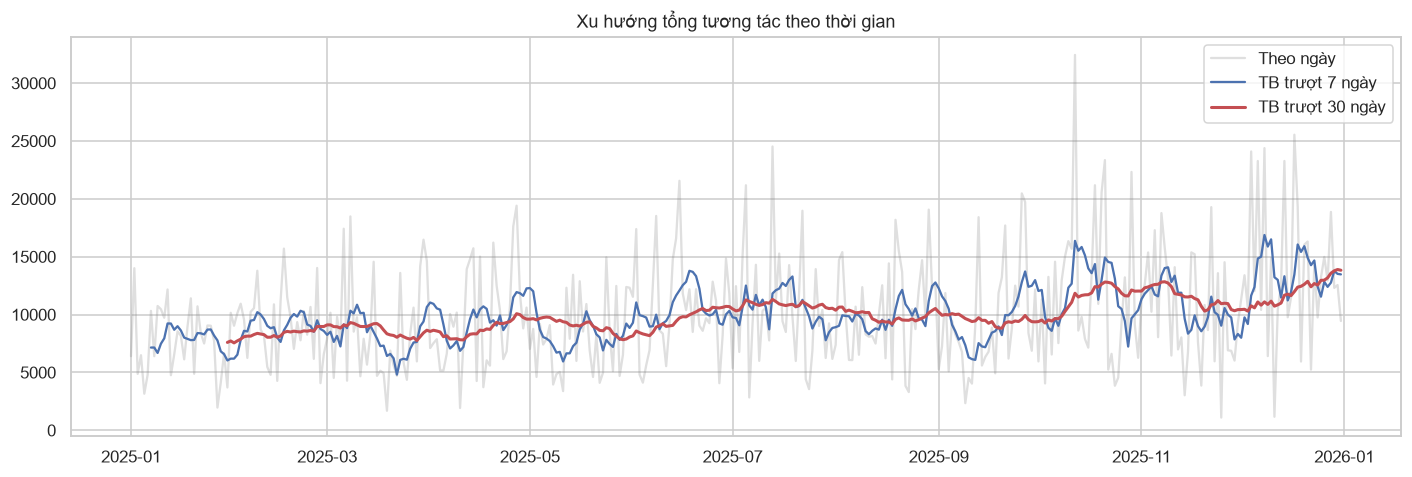 Xu hướng tổng tương tác theo thời gian
Theo ngày
TB trượt 7 ngày
TB trượt 30 ngày
30000
25000
20000
15000
10000
5000
0
2025-01 2025-03 2025-05 2025-07 2025-09 2025-11 2026-01